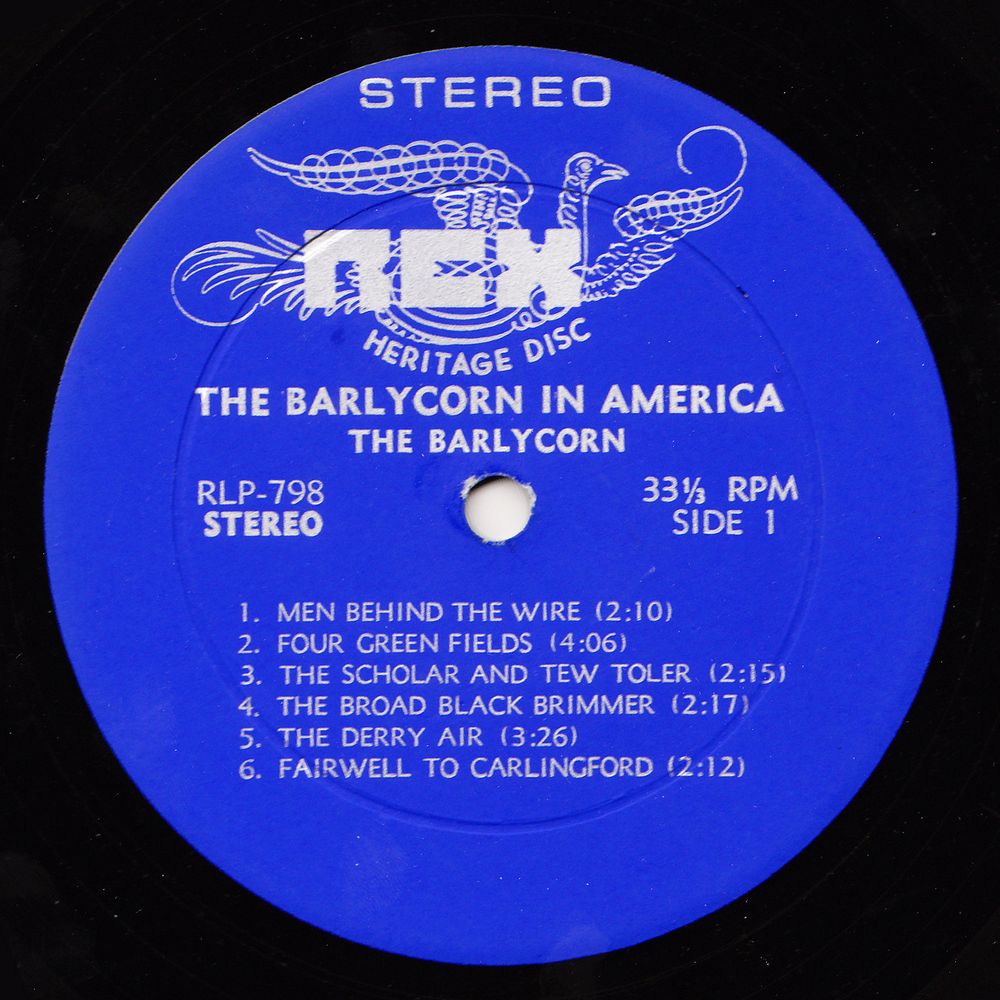 STEREO
REX
HERITAGE DISC
THE BARLYCORN IN AMERICA
THE BARLYCORN
RLP-798 33⅓ RPM
STEREO SIDE 1
1. MEN BEHIND THE WIRE (2:10)
2. FOUR GREEN FIELDS (4:06)
3. THE SCHOLAR AND TEW TOLER (2:15)
4. THE BROAD BLACK BRIMMER (2:17)
5. THE DERRY AIR (3:26)
6. FAIRWELL TO CARLINGFORD (2:12)